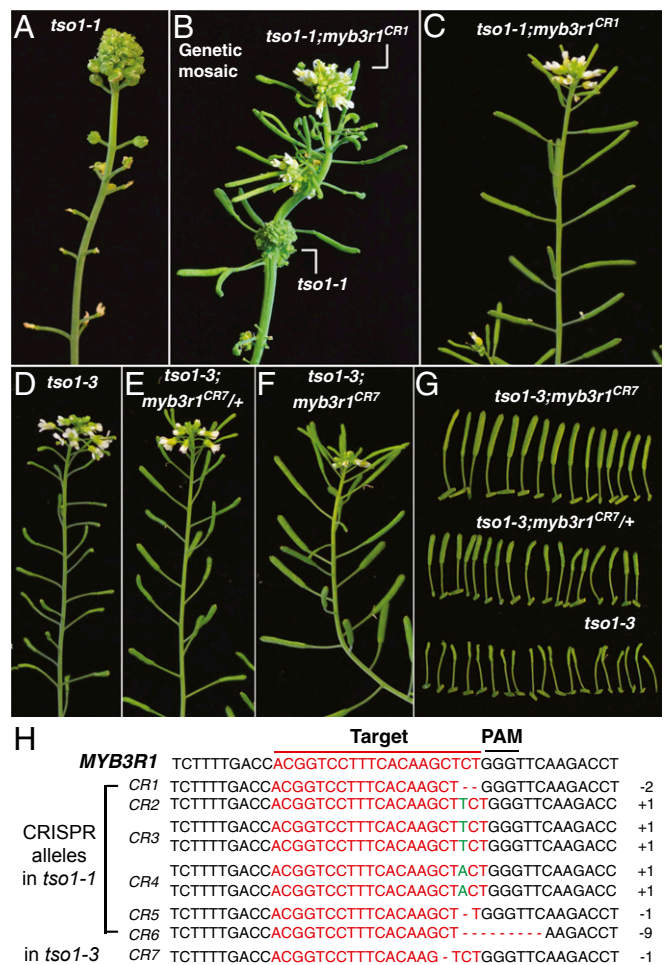 A
tso1-1
B
Genetic
mosaic
tso1-1;myb3r1CR1
tso1-1
C
tso1-1;myb3r1CR1
D
tso1-3
E
tso1-3;
myb3r1CR7/+
F
tso1-3;
myb3r1CR7
G
tso1-3;myb3r1CR7
tso1-3;myb3r1CR7/+
tso1-3
H
Target PAM
MYB3R1 TCTTTTGACCACGGTCCTTTCACAAGCTCTGGGTTCAAGACCT
CRISPR
alleles
in tso1-1
CR1 TCTTTTGACCACGGTCCTTTCACAAGCT--GGGTTCAAGACCT -2
CR2 TCTTTTGACCACGGTCCTTTCACAAGCTTCTGGGTTCAAGACC +1
CR3 TCTTTTGACCACGGTCCTTTCACAAGCTTCTGGGTTCAAGACC +1
TCTTTTGACCACGGTCCTTTCACAAGCTTCTGGGTTCAAGACC +1
CR4 TCTTTTGACCACGGTCCTTTCACAAGCTACTGGGTTCAAGACC +1
TCTTTTGACCACGGTCCTTTCACAAGCTACTGGGTTCAAGACC +1
CR5 TCTTTTGACCACGGTCCTTTCACAAGCT-TGGGTTCAAGACCT -1
CR6 TCTTTTGACCACGGTCCTTTCACAAGCT---------AAGACCT -9
in tso1-3 CR7 TCTTTTGACCACGGTCCTTTCACAAG-TCTGGGTTCAAGACCT -1